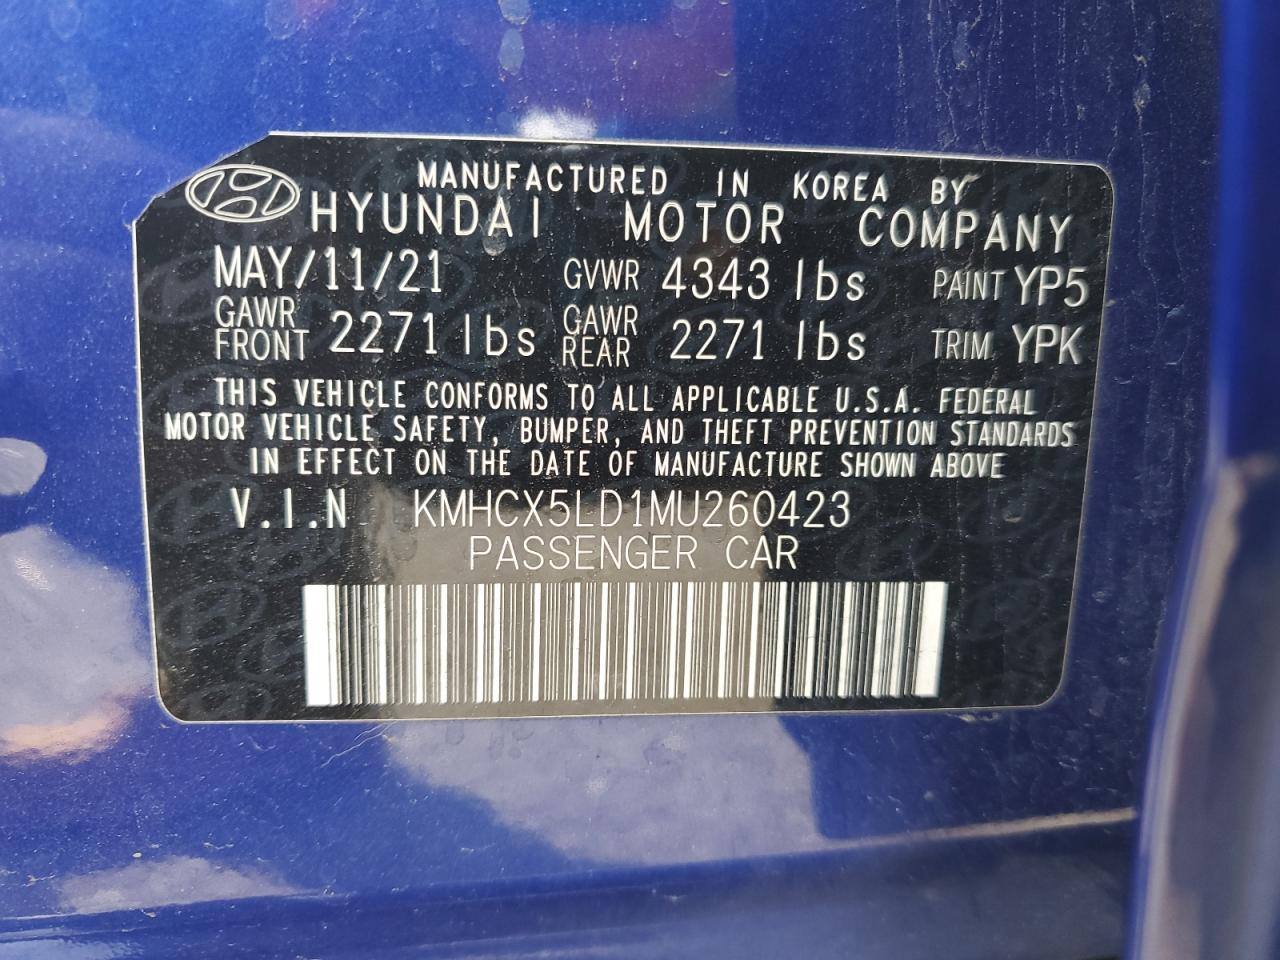 MANUFACTURED IN KOREA BY
HYUNDAI MOTOR COMPANY
MAY/11/21 GVWR 4343 lbs PAINT YP5
GAWR FRONT 2271 lbs GAWR REAR 2271 lbs TRIM YPK
THIS VEHICLE CONFORMS TO ALL APPLICABLE U.S.A. FEDERAL
MOTOR VEHICLE SAFETY, BUMPER, AND THEFT PREVENTION STANDARDS
IN EFFECT ON THE DATE OF MANUFACTURE SHOWN ABOVE
V.I.N KMHCX5LD1MU260423
PASSENGER CAR